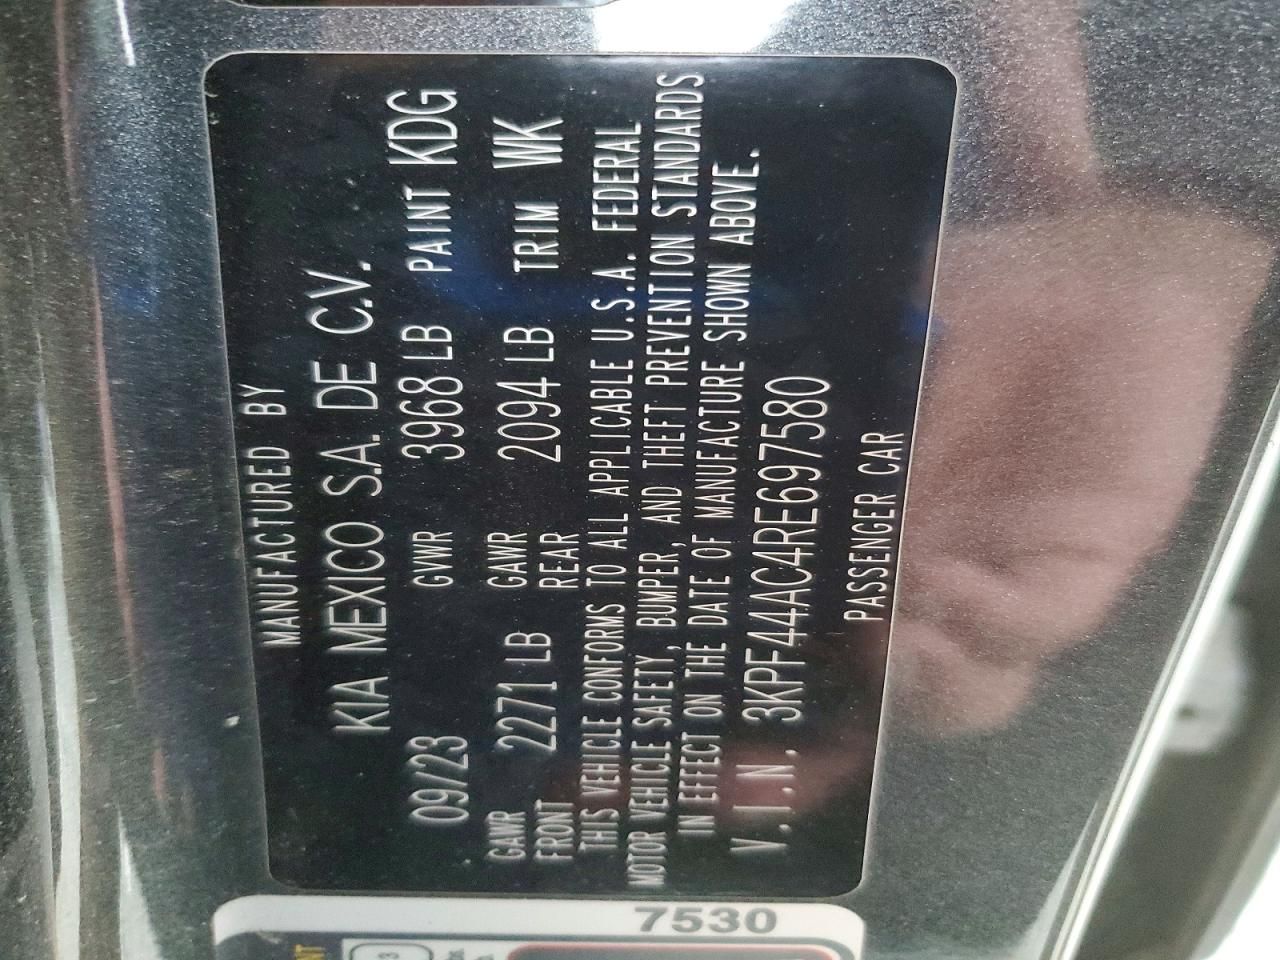 MANUFACTURED BY
KIA MEXICO S.A. DE C.V.
09/23 GVWR 3968 LB PAINT KDG
GAWR FRONT 2271 LB GAWR REAR 2094 LB TRIM WK
THIS VEHICLE CONFORMS TO ALL APPLICABLE U.S.A. FEDERAL
MOTOR VEHICLE SAFETY, BUMPER, AND THEFT PREVENTION STANDARDS
IN EFFECT ON THE DATE OF MANUFACTURE SHOWN ABOVE.
V.I.N. 3KPF44AC4RE697580
PASSENGER CAR
7530